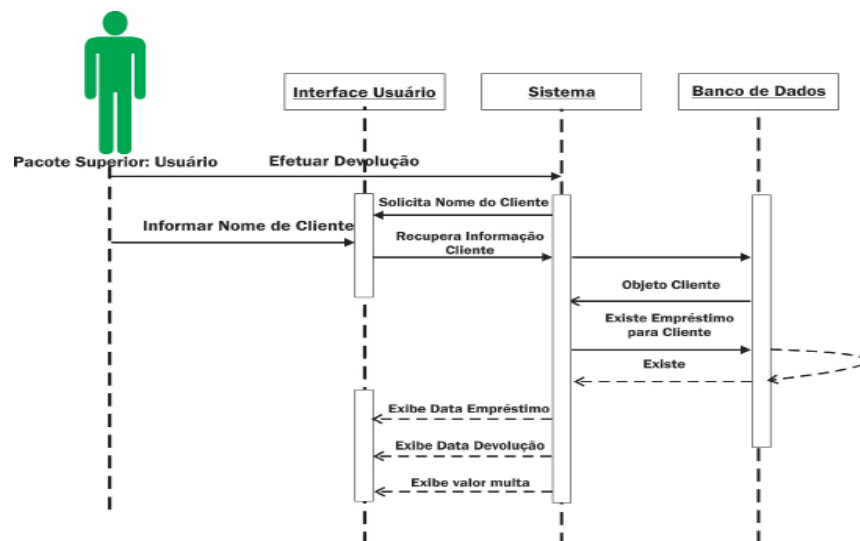 Interface Usuário
Sistema
Banco de Dados
Pacote Superior: Usuário
Efetuar Devolução
Solicita Nome do Cliente
Informar Nome de Cliente
Recupera Informação
Cliente
Objeto Cliente
Existe Empréstimo
para Cliente
Existe
Exibe Data Empréstimo
Exibe Data Devolução
Exibe valor multa